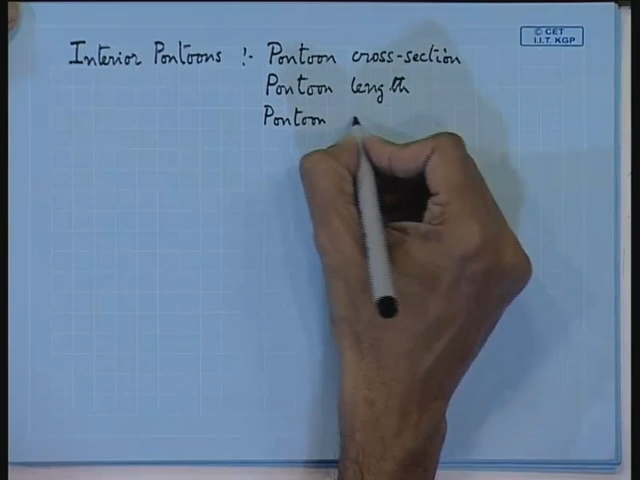 © CET
I.I.T. KGP
Interior Pontoons :- Pontoon cross-section
Pontoon length
Pontoon